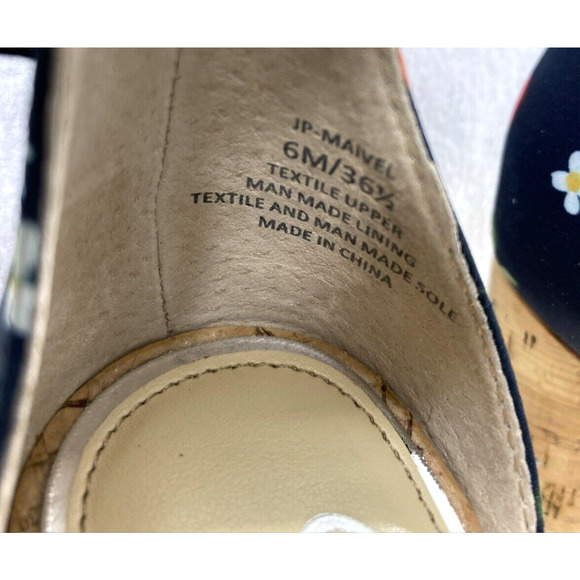 JP-MAIVEL
6M/36½
TEXTILE UPPER
MAN MADE LINING
TEXTILE AND MAN MADE SOLE
MADE IN CHINA